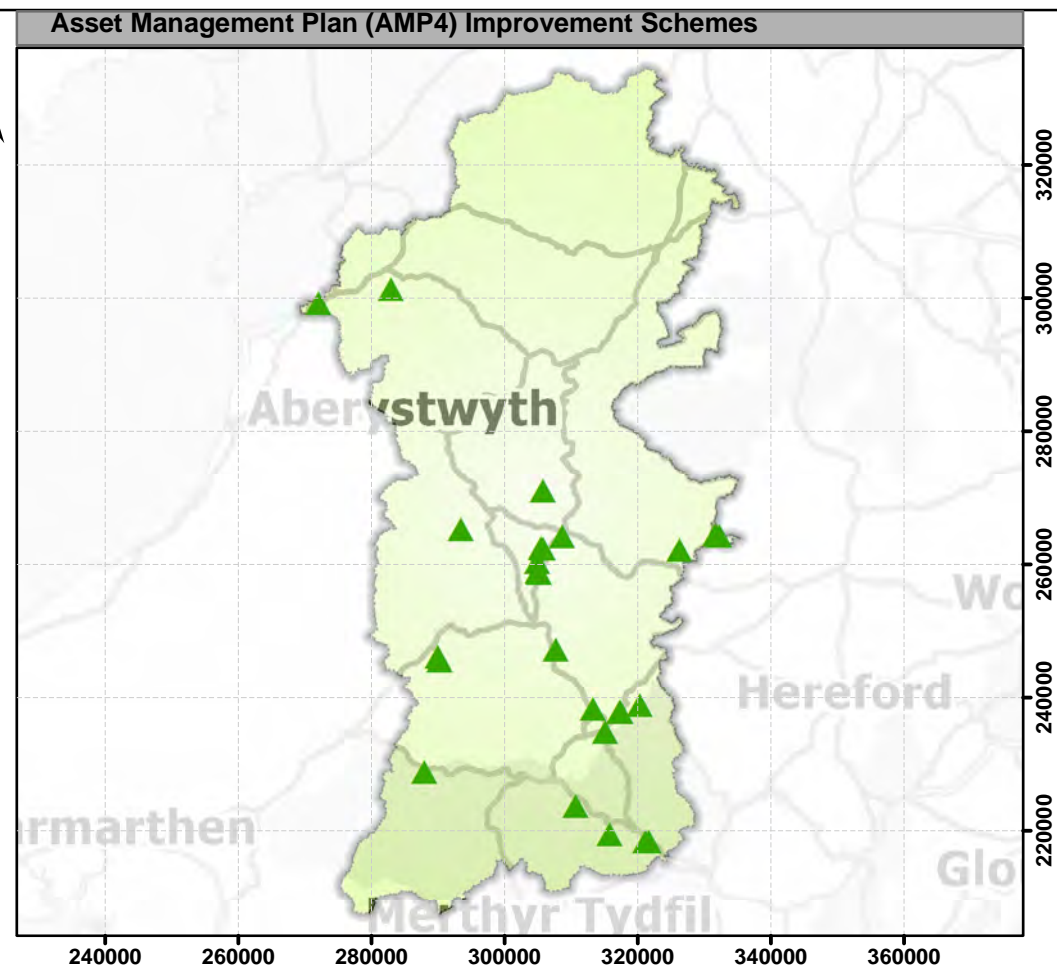 Asset Management Plan (AMP4) Improvement Schemes
320000
300000
Aberystwyth
280000
260000
Wo
Hereford
240000
armarthen
220000
Glo
Merthyr Tydfil
240000 260000 280000 300000 320000 340000 360000